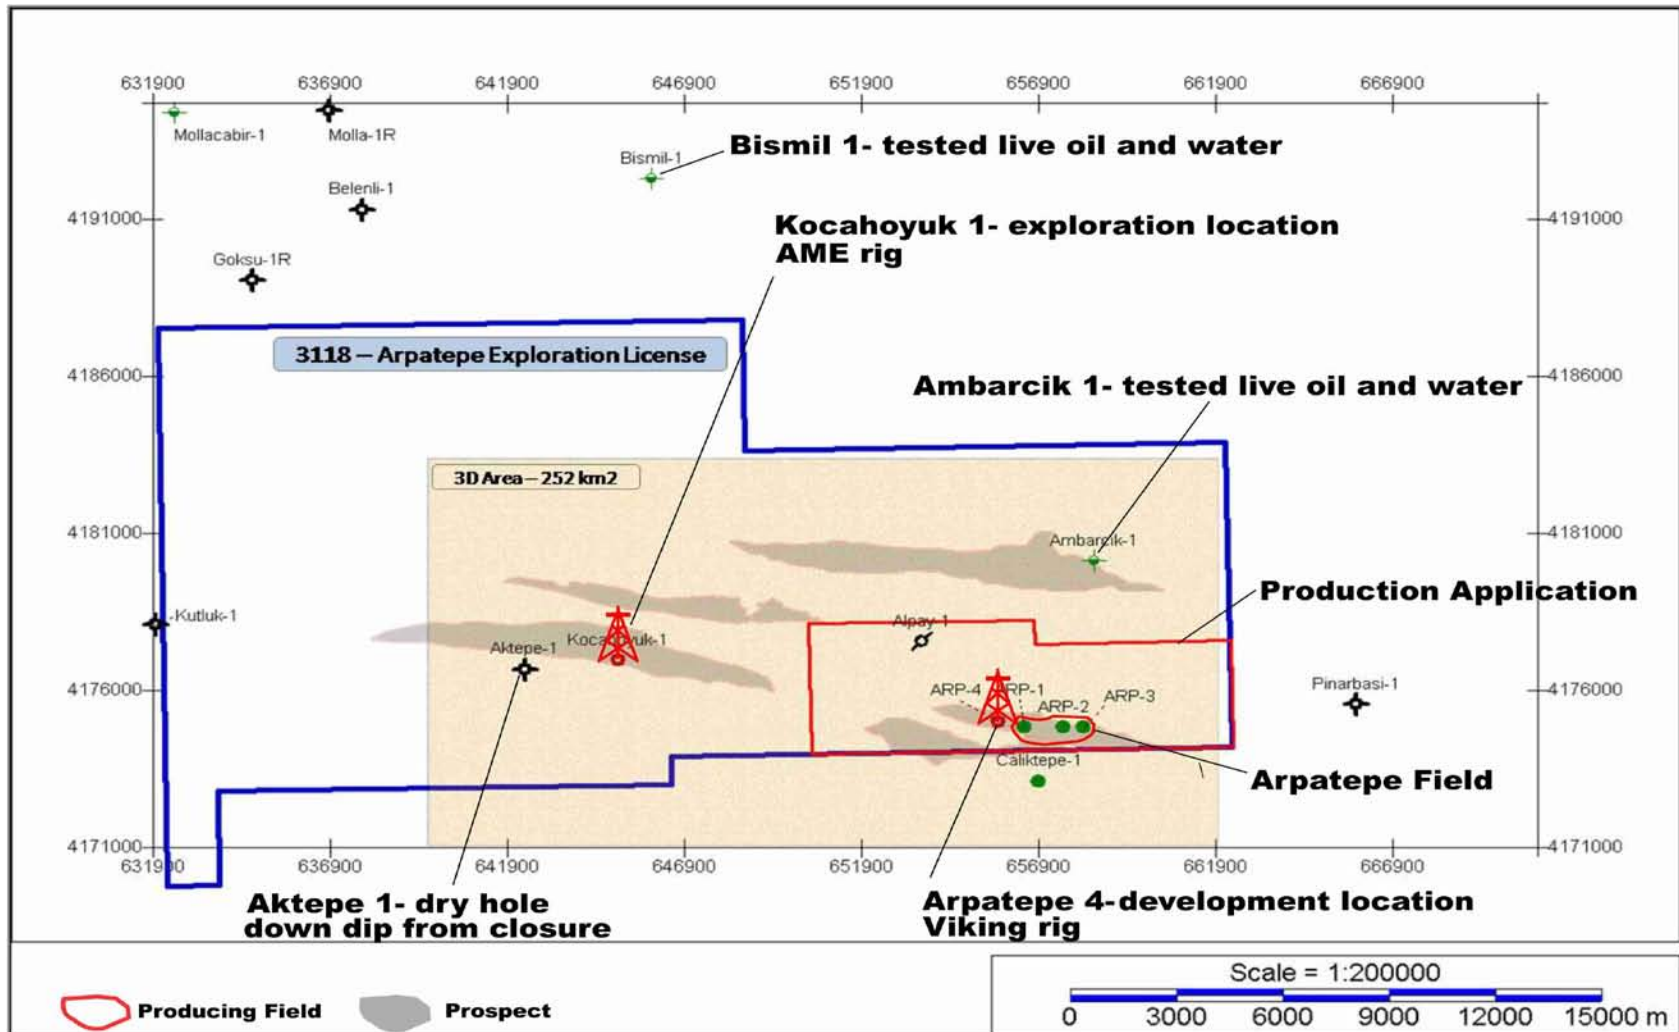 631900 636900 641900 646900 651900 656900 661900 666900
Mollacabir-1
Molla-1R
Bismil-1
Bismil 1- tested live oil and water
Belenli-1
4191000
4191000
Kocahoyuk 1- exploration location
AME rig
Goksu-1R
3118 – Arpatepe Exploration License
4186000
4186000
Ambarcik 1- tested live oil and water
3D Area – 252 km2
4181000
4181000
Ambarcik-1
Production Application
Kutluk-1
Alpay-1
Kocahoyuk-1
Aktepe-1
4176000
4176000
Pinarbasi-1
ARP-4
ARP-1
ARP-2
ARP-3
Caliktepe-1
Arpatepe Field
4171000
4171000
631900 636900 641900 646900 651900 656900 661900 666900
Aktepe 1- dry hole
down dip from closure
Arpatepe 4-development location
Viking rig
Producing Field
Prospect
Scale = 1:200000
0 3000 6000 9000 12000 15000 m